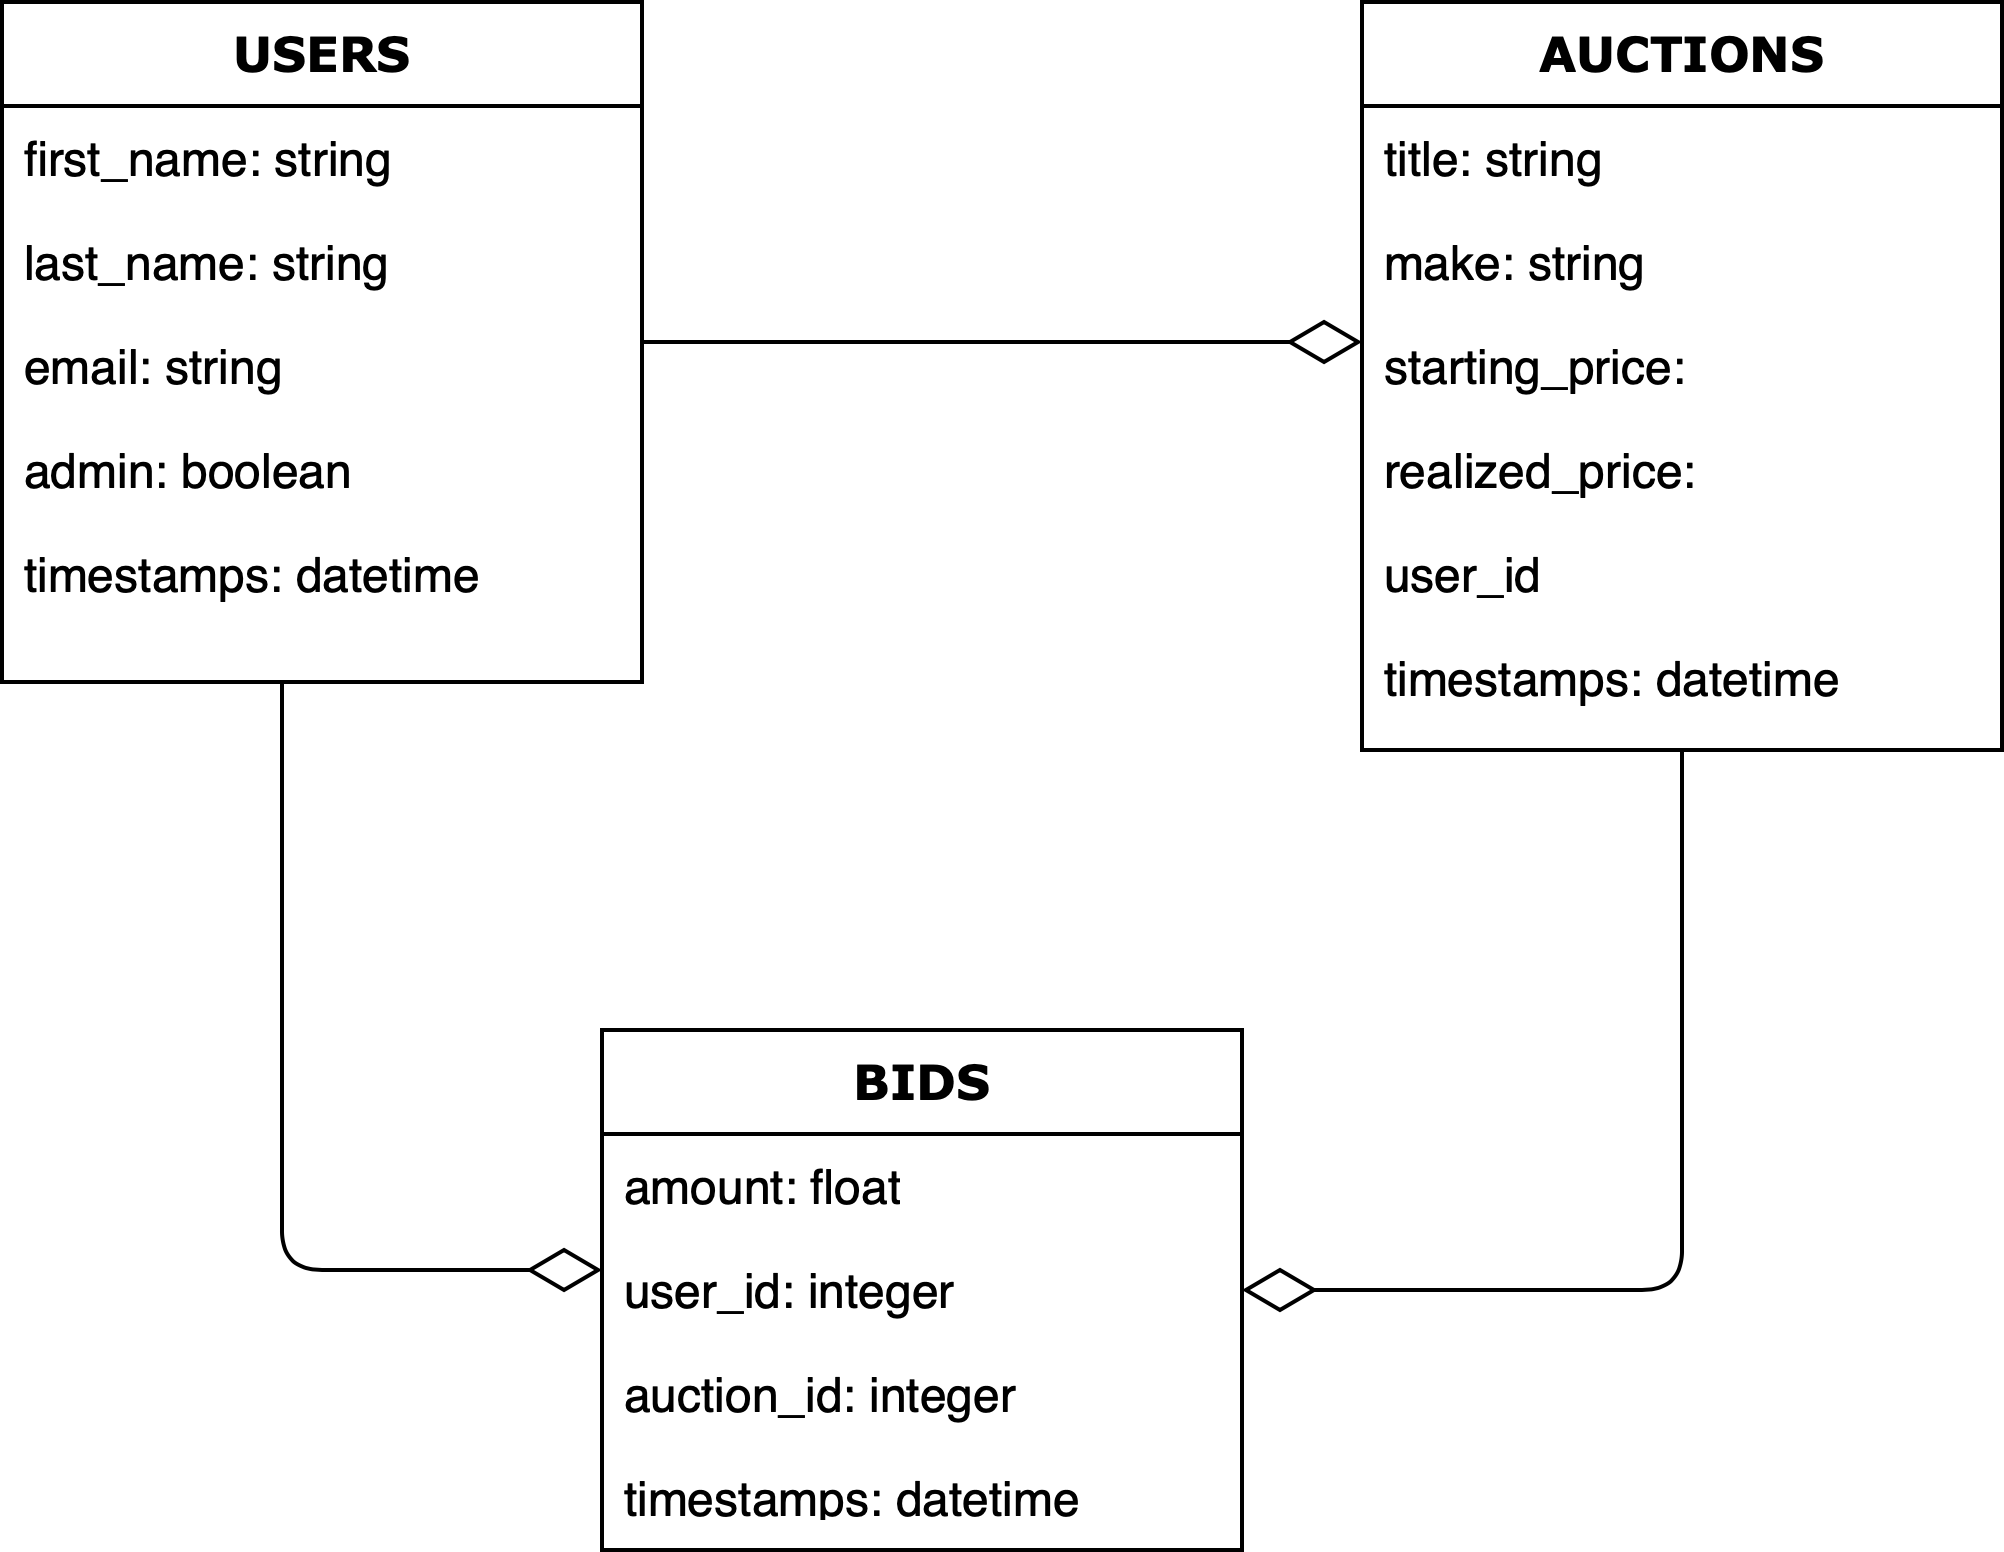 USERS
first_name: string
last_name: string
email: string
admin: boolean
timestamps: datetime
AUCTIONS
title: string
make: string
starting_price:
realized_price:
user_id
timestamps: datetime
BIDS
amount: float
user_id: integer
auction_id: integer
timestamps: datetime